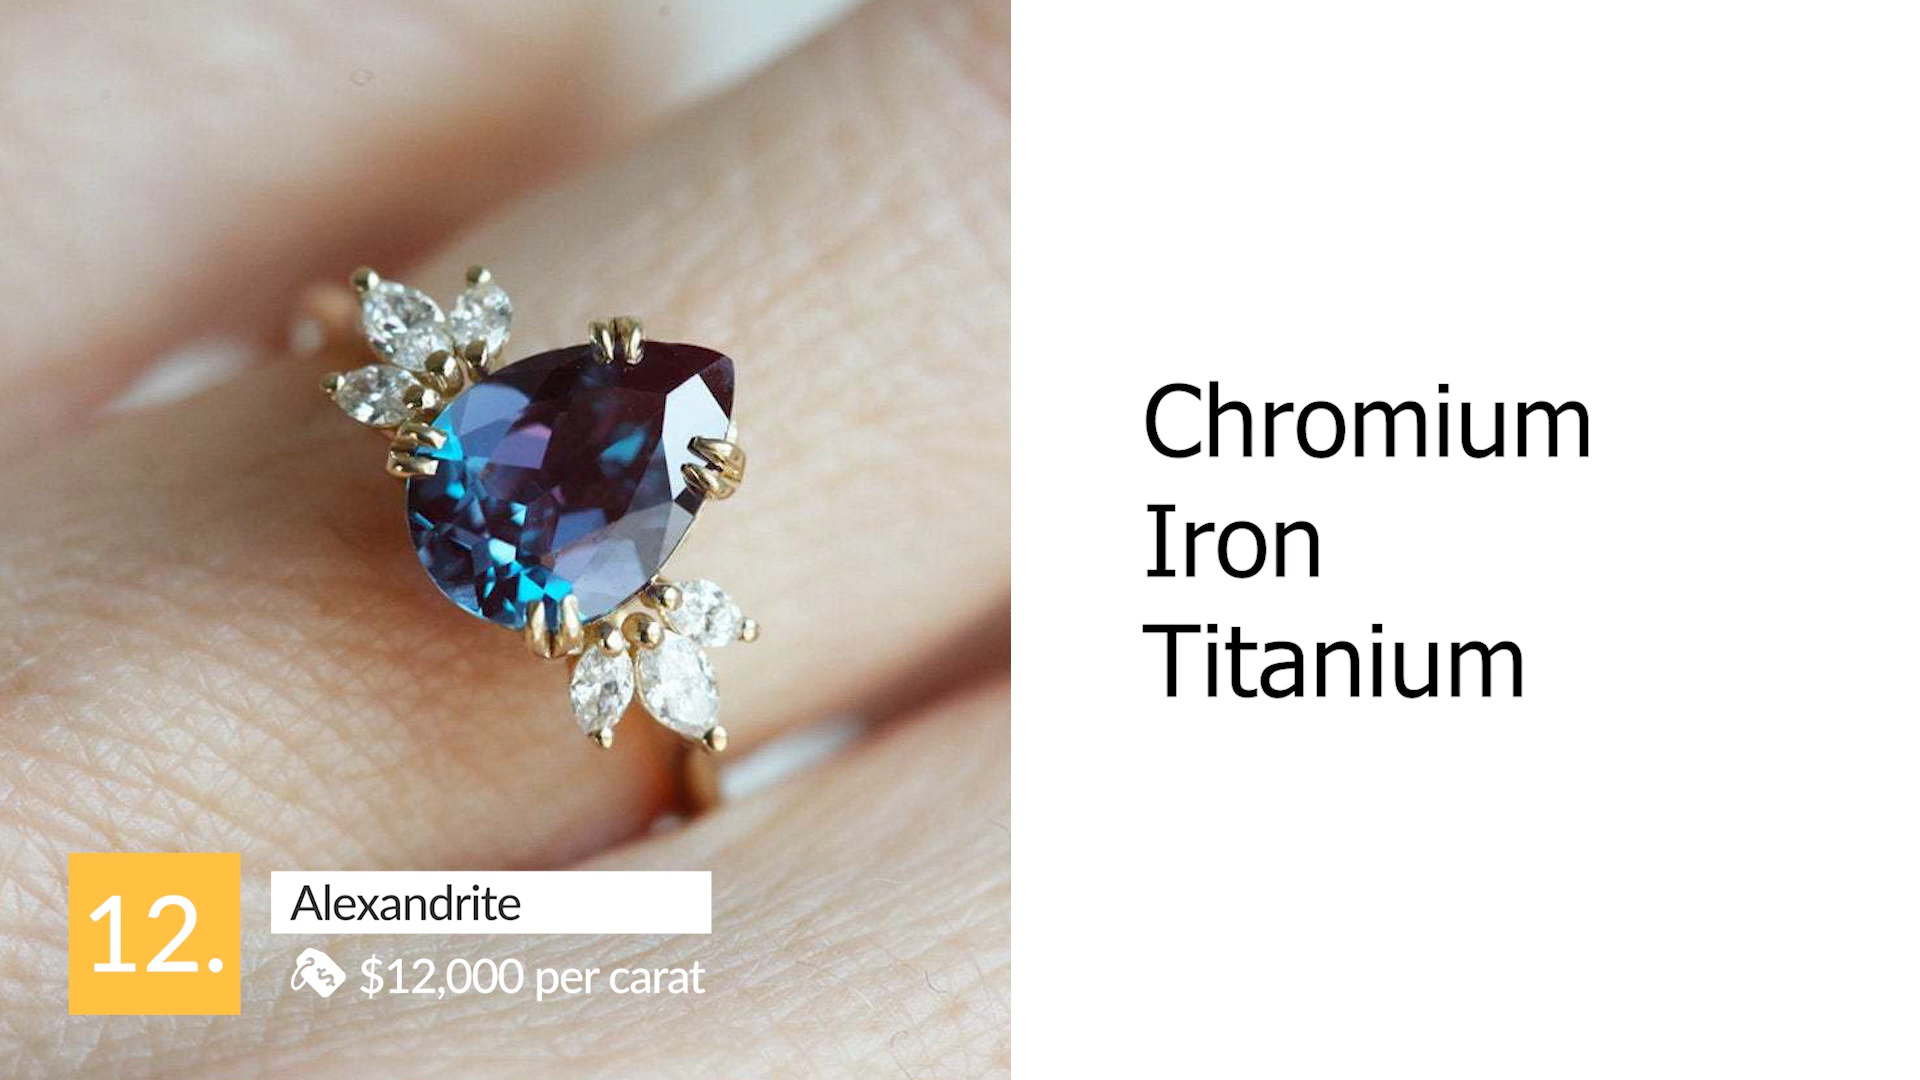 Chromium
Iron
Titanium
12.
Alexandrite
$12,000 per carat